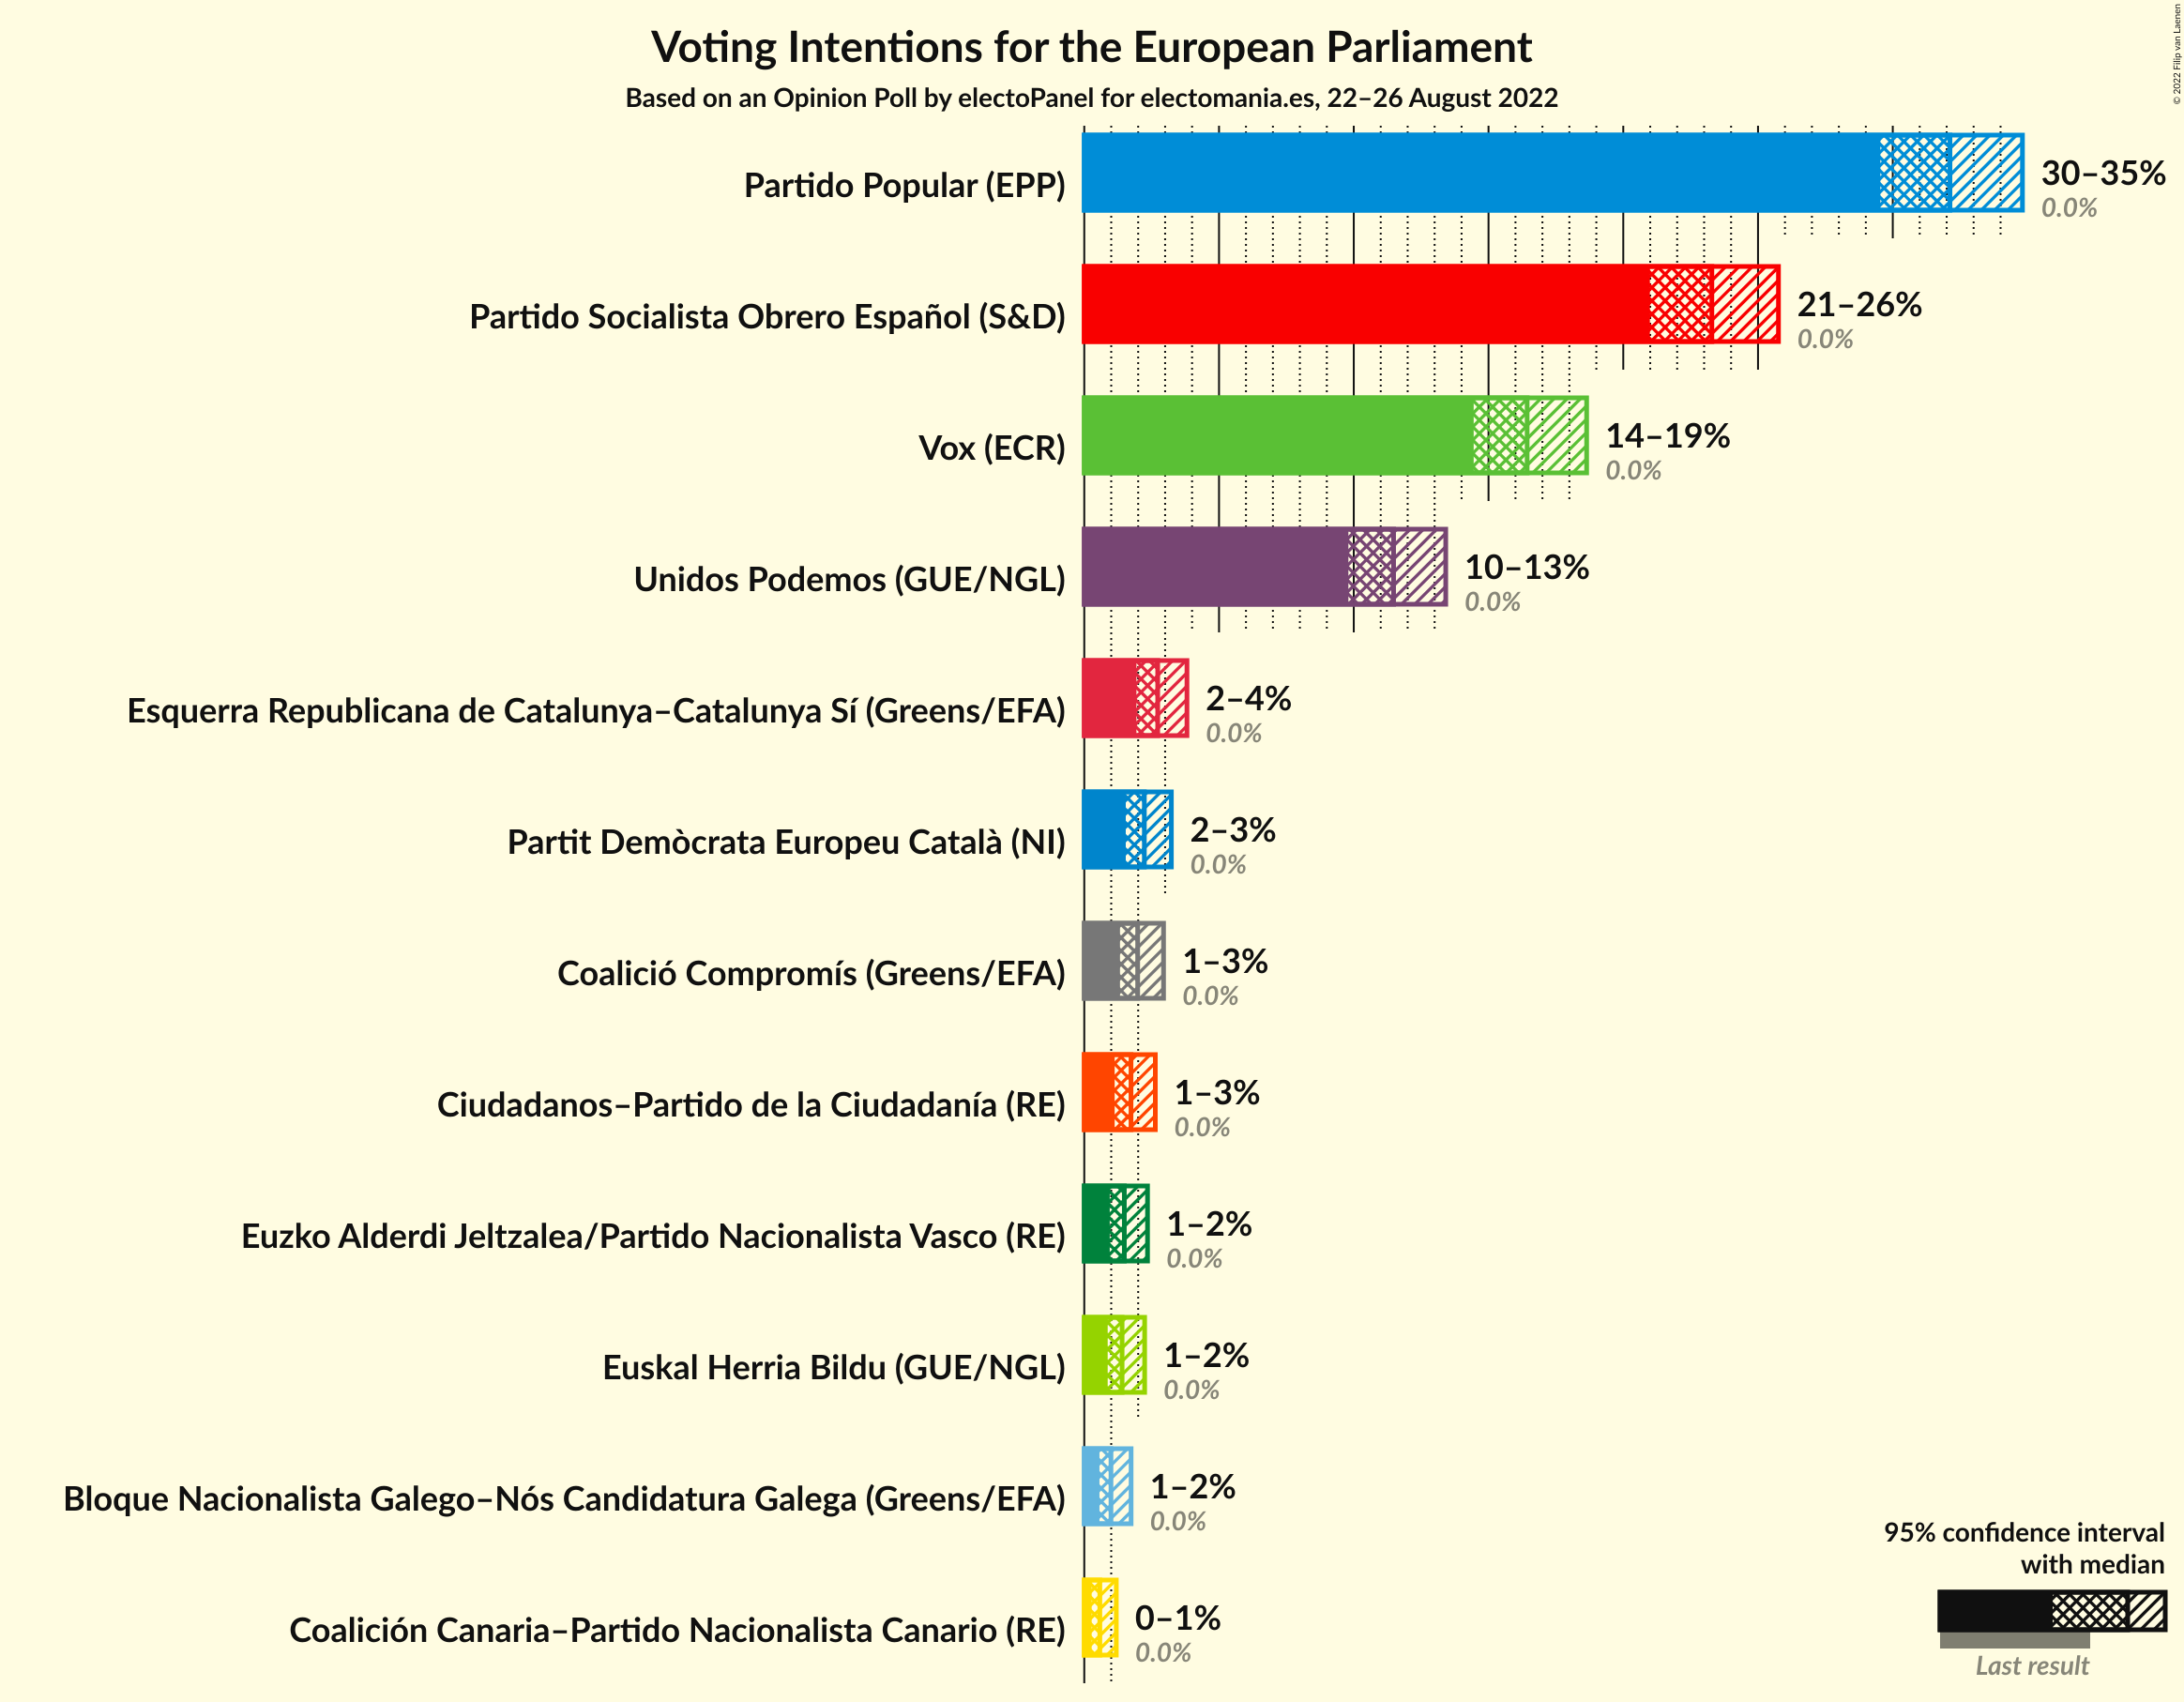 Voting Intentions for the European Parliament
Based on an Opinion Poll by electoPanel for electomania.es, 22–26 August 2022
© 2022 Filip van Laenen
Partido Popular (EPP)
30–35%
0.0%
Partido Socialista Obrero Español (S&D)
21–26%
0.0%
Vox (ECR)
14–19%
0.0%
Unidos Podemos (GUE/NGL)
10–13%
0.0%
Esquerra Republicana de Catalunya–Catalunya Sí (Greens/EFA)
2–4%
0.0%
Partit Demòcrata Europeu Català (NI)
2–3%
0.0%
Coalició Compromís (Greens/EFA)
1–3%
0.0%
Ciudadanos–Partido de la Ciudadanía (RE)
1–3%
0.0%
Euzko Alderdi Jeltzalea/Partido Nacionalista Vasco (RE)
1–2%
0.0%
Euskal Herria Bildu (GUE/NGL)
1–2%
0.0%
Bloque Nacionalista Galego–Nós Candidatura Galega (Greens/EFA)
1–2%
0.0%
Coalición Canaria–Partido Nacionalista Canario (RE)
0–1%
0.0%
95% confidence interval
with median
Last result